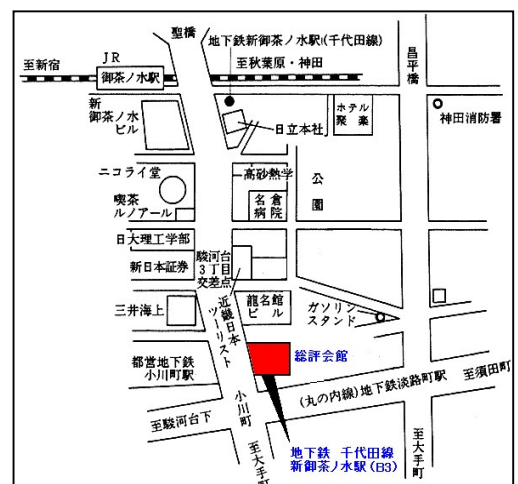 聖橋
地下鉄新御茶ノ水駅(千代田線)
JR
至新宿
御茶ノ水駅
至秋葉原・神田
昌平橋
新
御茶ノ水
ビル
日立本社
ホテル
聚楽
神田消防署
ニコライ堂
高砂熱学
公園
喫茶
ルノアール
名倉
病院
日大理工学部
駿河台
3丁目
交差点
新日本証券
近畿日本
ツーリスト
三井海上
龍名館
ビル
ガソリン
スタンド
総評会館
都営地下鉄
小川町駅
(丸の内線)地下鉄淡路町駅
至須田町
至駿河台下
小川町
至大手町
至大手町
地下鉄 千代田線
新御茶ノ水駅(B3)